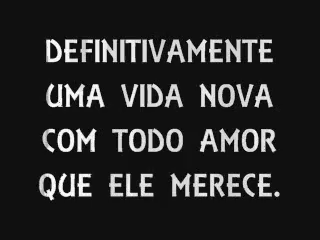 DEFINITIVAMENTE
UMA VIDA NOVA
COM TODO AMOR
QUE ELE MERECE.